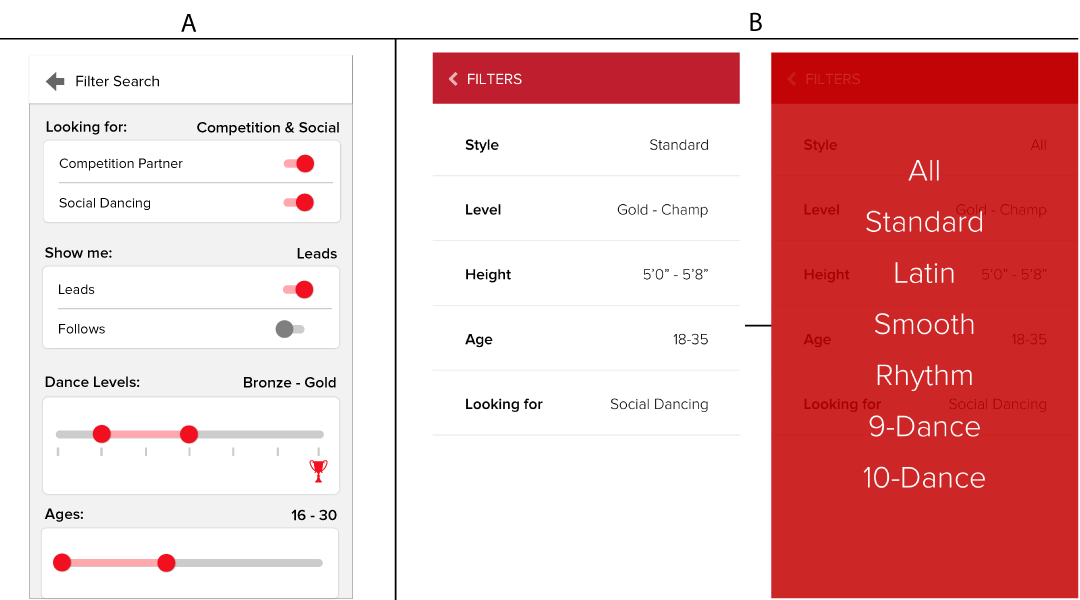 A
B
Filter Search
Looking for: Competition & Social
Competition Partner
Social Dancing
Show me: Leads
Leads
Follows
Dance Levels: Bronze - Gold
Ages: 16 - 30
FILTERS
Style Standard
Level Gold - Champ
Height 5’0” - 5’8”
Age 18-35
Looking for Social Dancing
FILTERS
Style All
All
Level Gold - Champ
Standard
Height 5’0” - 5’8”
Latin
Smooth
Age 18-35
Rhythm
Looking for Social Dancing
9-Dance
10-Dance